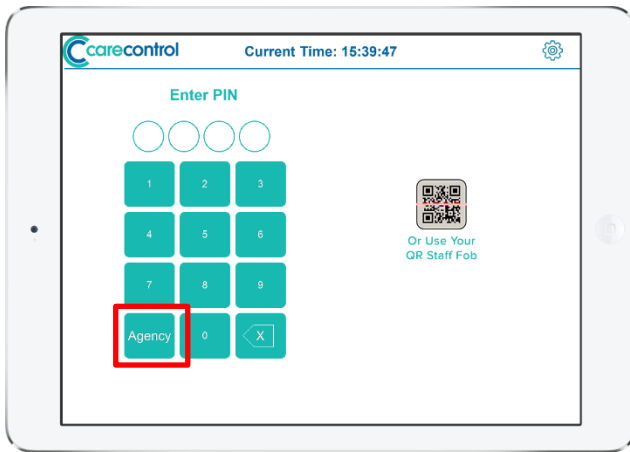 carecontrol
Current Time: 15:39:47
Enter PIN
1 2 3
4 5 6
7 8 9
Agency 0 X
Or Use Your
QR Staff Fob